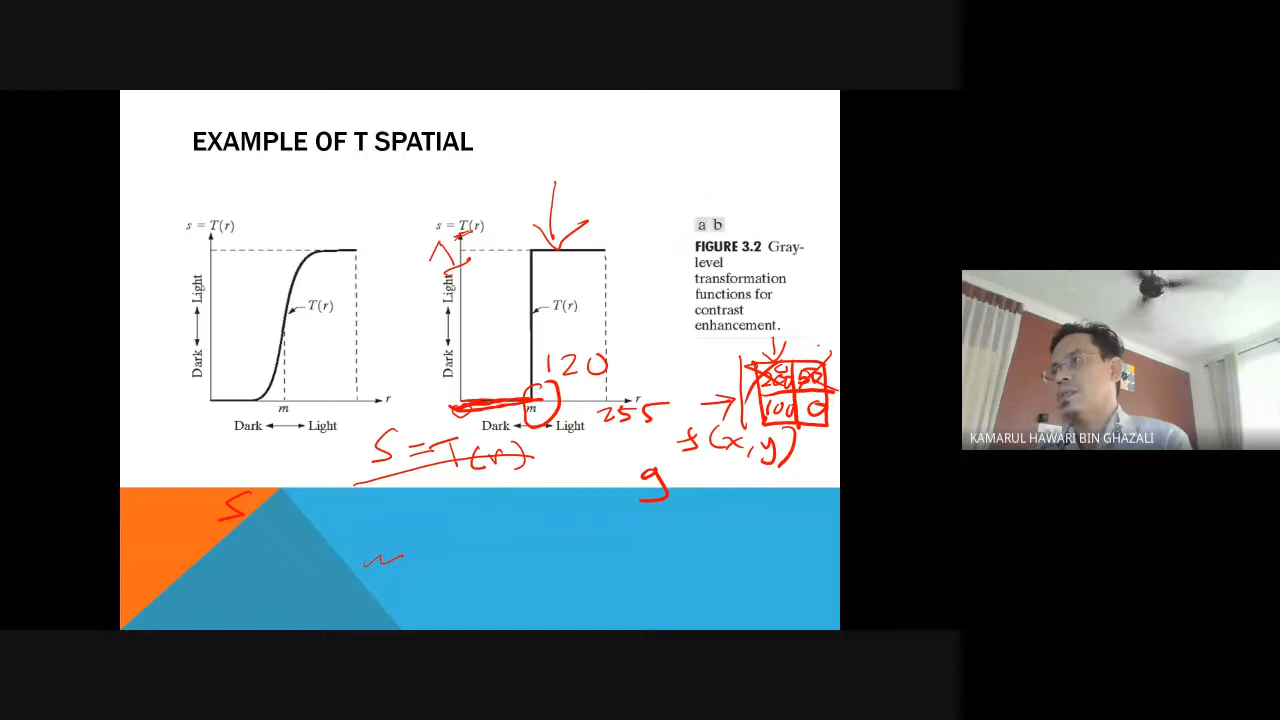 EXAMPLE OF T SPATIAL
s = T(r)
Light
Dark
T(r)
m
r
Dark
Light
s = T(r)
Light
Dark
T(r)
m
r
Dark
Light
120
255
S = T(r)
a b
FIGURE 3.2 Gray-
level
transformation
functions for
contrast
enhancement.
100 0
f(x,y)
g
S
KAMARUL HAWARI BIN GHAZALI